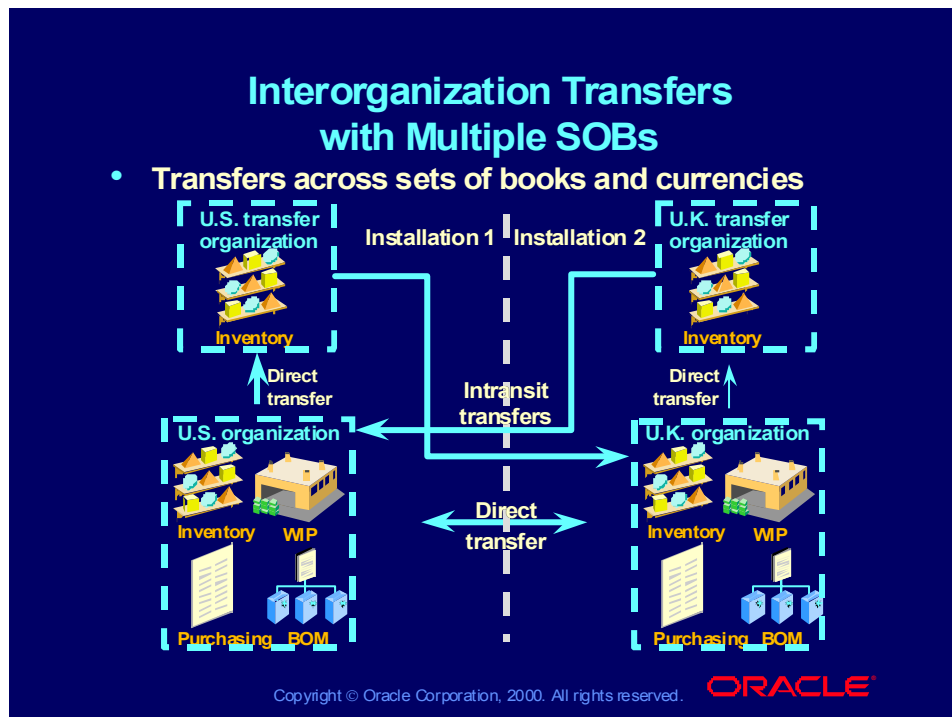 Interorganization Transfers
with Multiple SOBs
• Transfers across sets of books and currencies
U.S. transfer
organization
Inventory
Installation 1
Installation 2
U.K. transfer
organization
Inventory
Direct
transfer
Intransit
transfers
Direct
transfer
U.S. organization
Inventory
WIP
Purchasing
BOM
Direct
transfer
U.K. organization
Inventory
WIP
Purchasing
BOM
Copyright © Oracle Corporation, 2000. All rights reserved.
ORACLE®